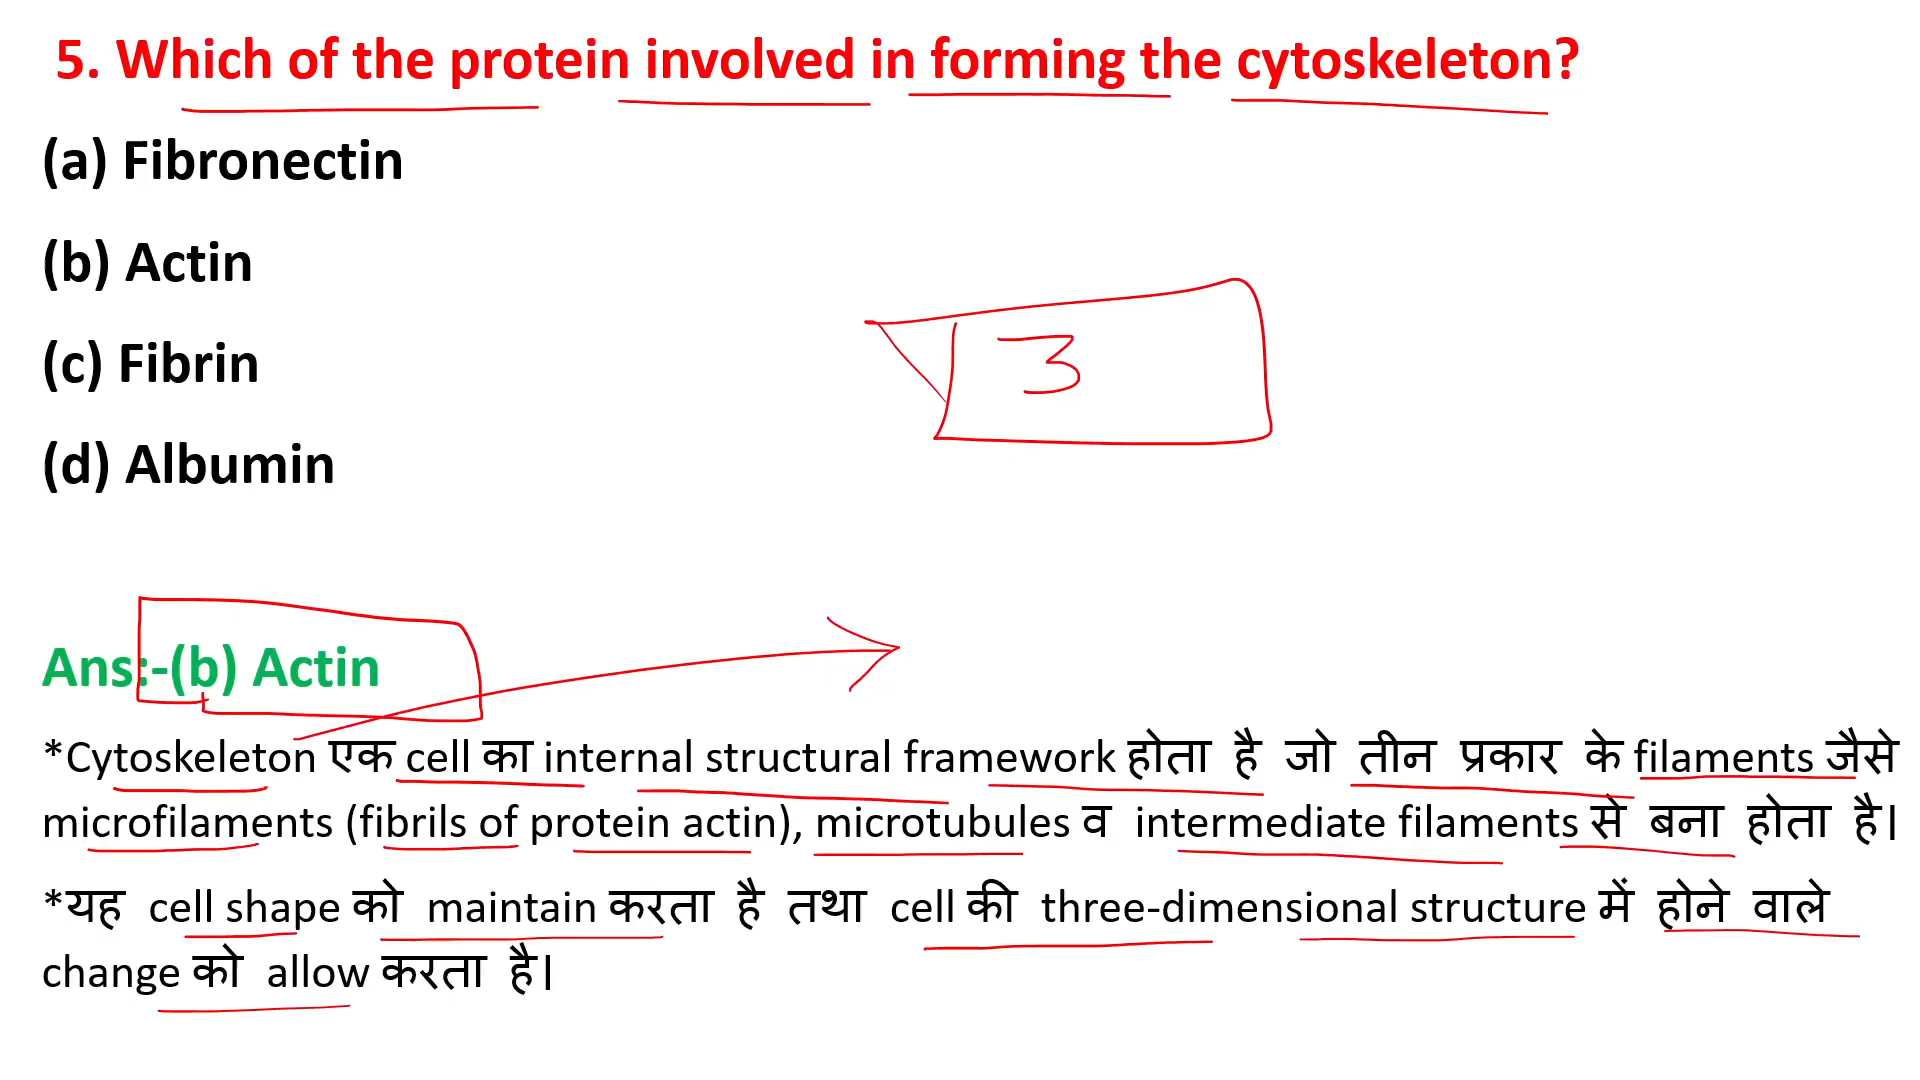 5. Which of the protein involved in forming the cytoskeleton?
(a) Fibronectin
(b) Actin
3
(c) Fibrin
(d) Albumin
Ans:-(b) Actin
*Cytoskeleton एक cell का internal structural framework होता है जो तीन प्रकार के filaments जैसे
microfilaments (fibrils of protein actin), microtubules व intermediate filaments से बना होता है।
*यह cell shape को maintain करता है तथा cell की three-dimensional structure में होने वाले
change को allow करता है।